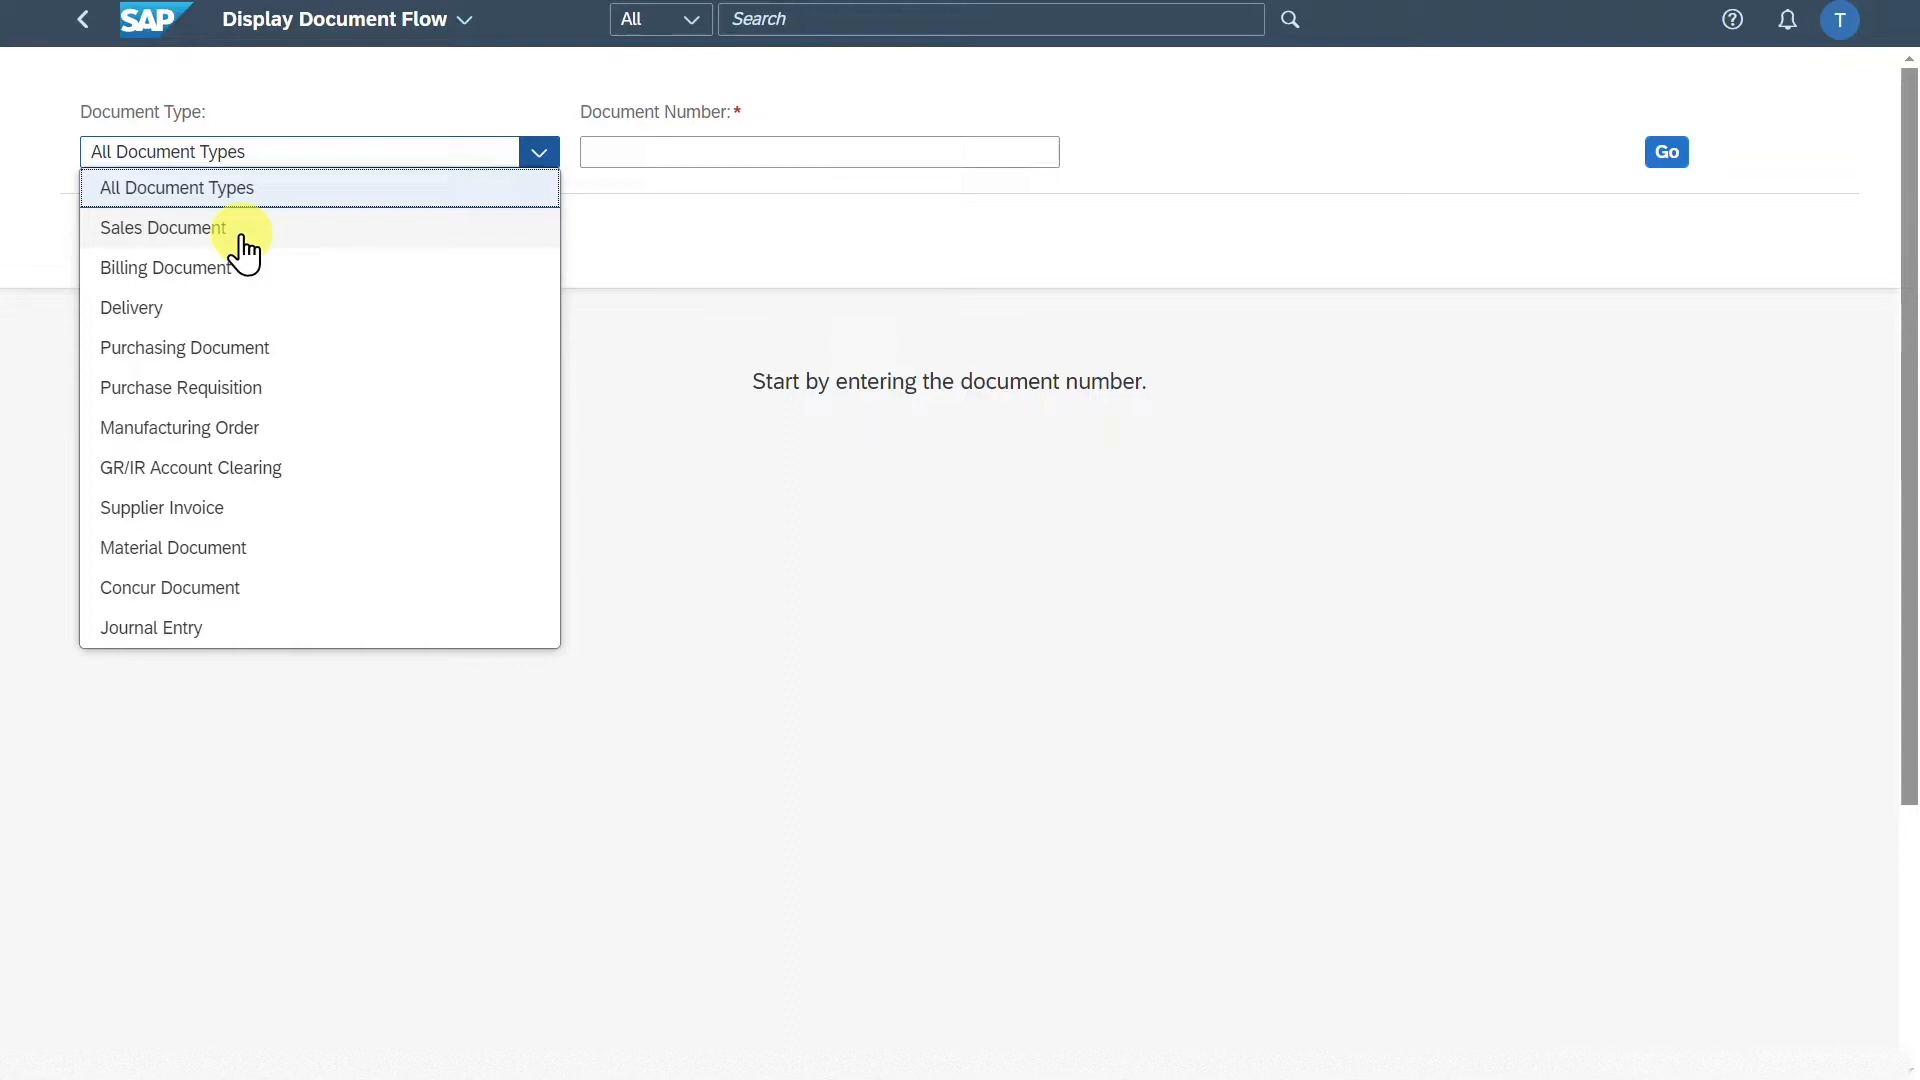 SAP Display Document Flow All Search T
Document Type: Document Number:*
All Document Types Go
All Document Types
Sales Document
Billing Document
Delivery
Purchasing Document
Start by entering the document number.
Purchase Requisition
Manufacturing Order
GR/IR Account Clearing
Supplier Invoice
Material Document
Concur Document
Journal Entry